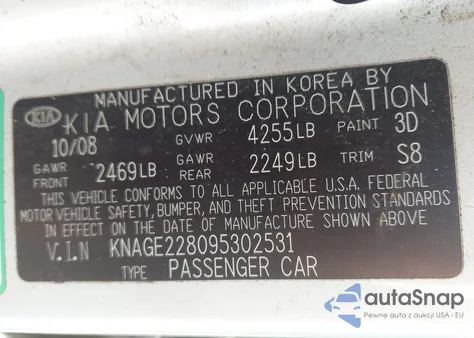 MANUFACTURED IN KOREA BY
KIA KIA MOTORS CORPORATION
10/08 GVWR 4255LB PAINT 3D
GAWR FRONT 2469LB GAWR REAR 2249LB TRIM S8
THIS VEHICLE CONFORMS TO ALL APPLICABLE U.S.A. FEDERAL
MOTOR VEHICLE SAFETY, BUMPER, AND THEFT PREVENTION STANDARDS
IN EFFECT ON THE DATE OF MANUFACTURE SHOWN ABOVE.
V.I.N KNAGE228095302531
TYPE PASSENGER CAR
autoSnap
Pewne auta z aukcji USA i EU